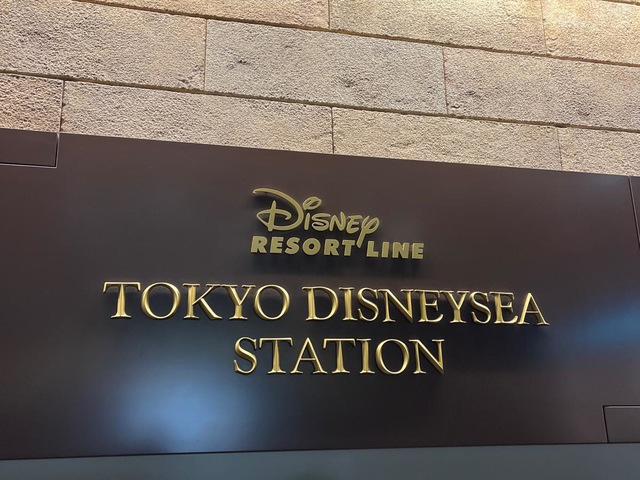 Disney
RESORT LINE
TOKYO DISNEYSEA
STATION